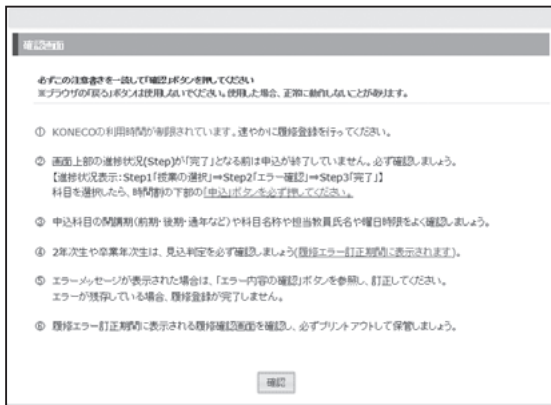 確認画面
必ずこの注意書きを一読して「確認」ボタンを押してください
※ブラウザの「戻る」ボタンは使用しないでください。使用した場合、正常に動作しないことがあります。
① KONECOの利用時間が制限されています。速やかに履修登録を行ってください。
② 画面上部の進捗状況(Step)が「完了」となる前は申込が終了していません。必ず確認しましょう。
【進捗状況表示:Step1「授業の選択」⇒Step2「エラー確認」⇒Step3「完了」】
科目を選択したら、時間割の下部の「申込」ボタンを必ず押してください。
③ 申込科目の開講期(前期・後期・通年など)や科目名称や担当教員氏名や曜日時限をよく確認しましょう。
④ 2年次生や卒業年次生は、見込判定を必ず確認しましょう(履修エラー訂正期間に表示されます)。
⑤ エラーメッセージが表示された場合は、「エラー内容の確認」ボタンを参照し、訂正してください。
エラーが残存している場合、履修登録が完了しません。
⑥ 履修エラー訂正期間に表示される履修確認画面を確認し、必ずプリントアウトして保管しましょう。
確認